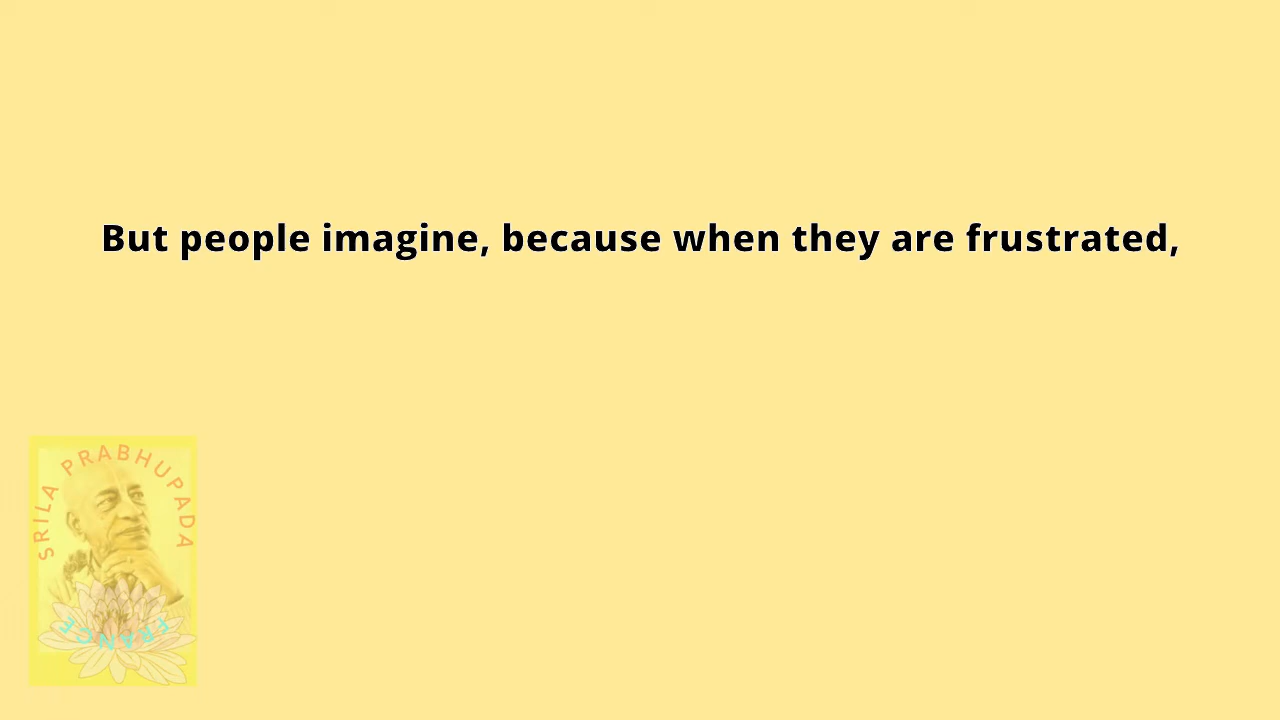 But people imagine, because when they are frustrated,
SRILA PRABHUPADA
FRANCE